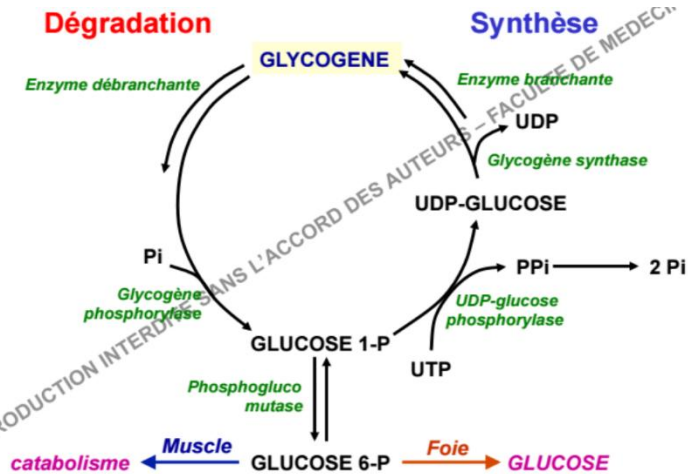 Dégradation
Synthèse
GLYCOGENE
Enzyme débranchante
Enzyme branchante
UDP
Glycogène synthase
UDP-GLUCOSE
Pi
PPi
2 Pi
Glycogène
phosphorylase
UDP-glucose
phosphorylase
GLUCOSE 1-P
UTP
Phosphogluco
mutase
catabolisme
Muscle
GLUCOSE 6-P
Foie
GLUCOSE
RODUCTION INTERDITE SANS L'ACCORD DES AUTEURS – FACULTE DE MEDECIN